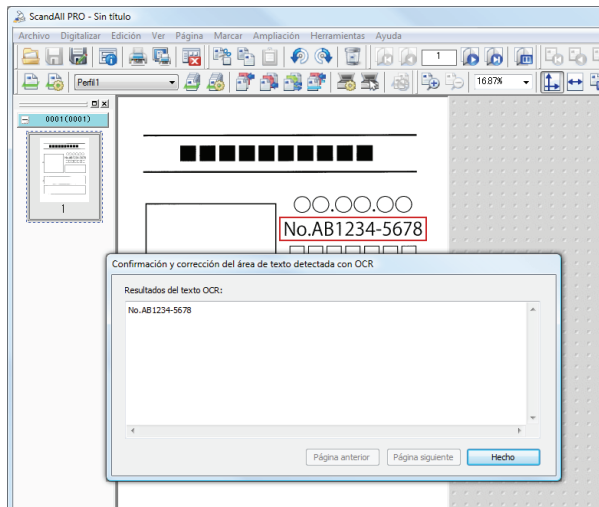 ScandAll PRO - Sin título
Archivo Digitalizar Edición Ver Página Marcar Ampliación Herramientas Ayuda
1
Perfil1 16.87%
0001(0001)
1
No.AB1234-5678
Confirmación y corrección del área de texto detectada con OCR
Resultados del texto OCR:
No.AB1234-5678
Página anterior Página siguiente Hecho